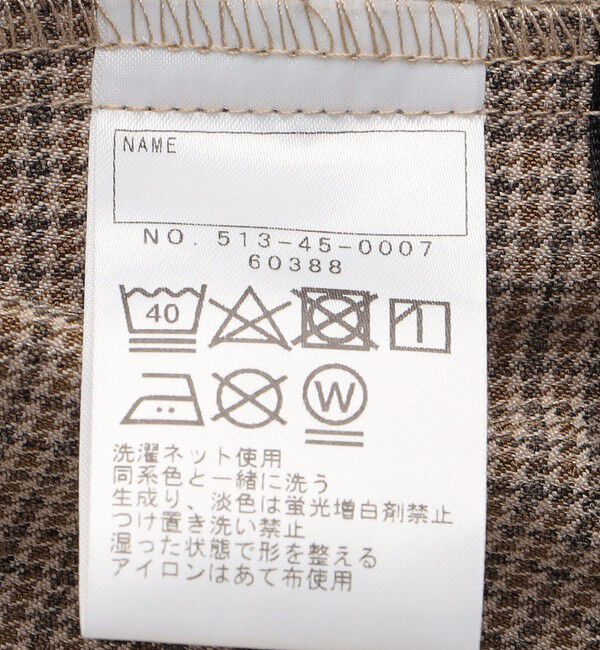 NAME
NO. 513-45-0007
60388
40
W
洗濯ネット使用
同系色と一緒に洗う
生成り、淡色は蛍光増白剤禁止
つけ置き洗い禁止
湿った状態で形を整える
アイロンはあて布使用